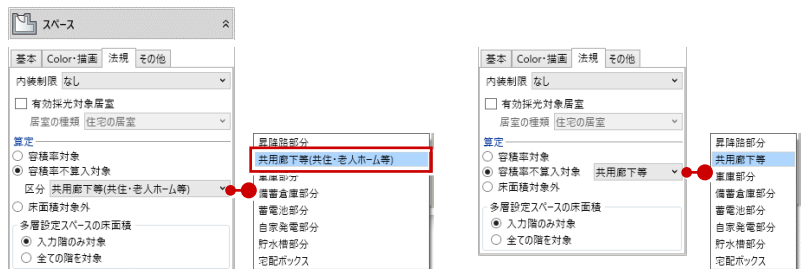 スペース
基本 Color・描画 法規 その他
内装制限 なし
有効採光対象居室
居室の種類 住宅の居室
算定
容積率対象
容積率不算入対象
区分 共用廊下等(共住・老人ホーム等)
床面積対象外
多層設定スペースの床面積
入力階のみ対象
全ての階を対象
昇降路部分
共用廊下等(共住・老人ホーム等)
車庫部分
備蓄倉庫部分
蓄電池部分
自家発電部分
貯水槽部分
宅配ボックス
基本 Color・描画 法規 その他
内装制限 なし
有効採光対象居室
居室の種類 住宅の居室
算定
容積率対象
容積率不算入対象 共用廊下等
床面積対象外
多層設定スペースの床面積
入力階のみ対象
全ての階を対象
昇降路部分
共用廊下等
車庫部分
備蓄倉庫部分
蓄電池部分
自家発電部分
貯水槽部分
宅配ボックス